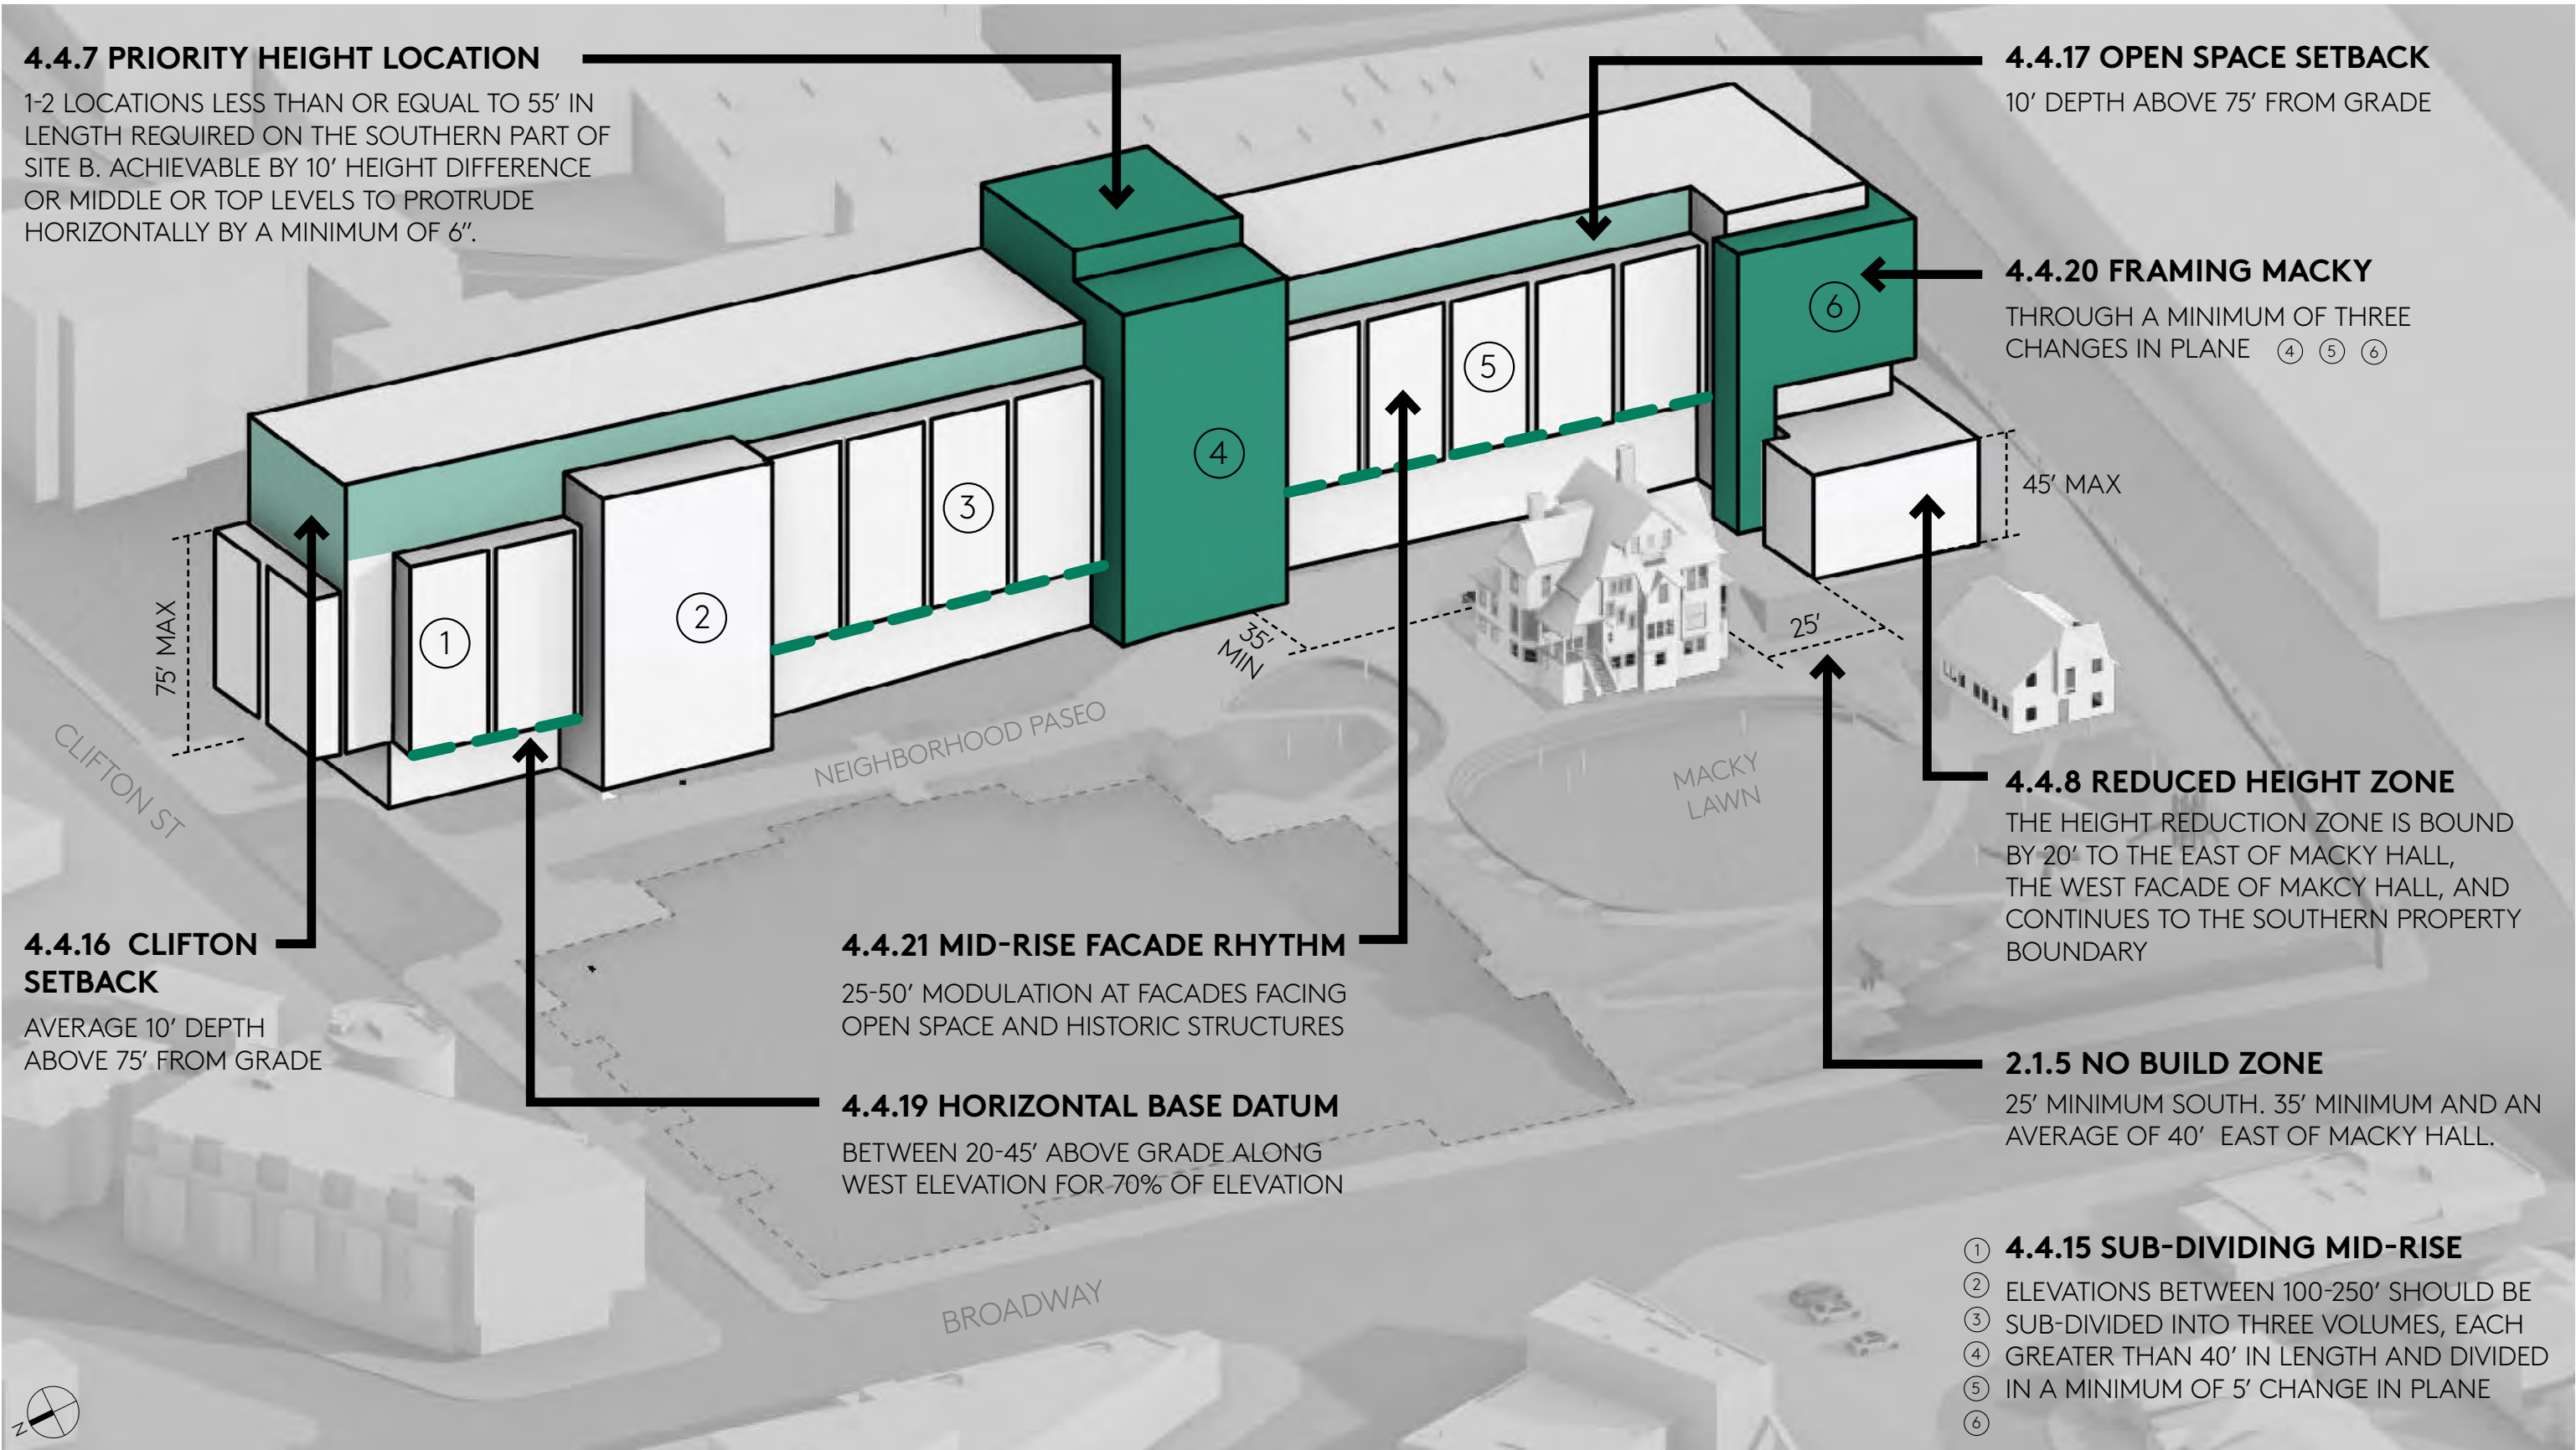 4.4.7 PRIORITY HEIGHT LOCATION
1-2 LOCATIONS LESS THAN OR EQUAL TO 55' IN
LENGTH REQUIRED ON THE SOUTHERN PART OF
SITE B. ACHIEVABLE BY 10' HEIGHT DIFFERENCE
OR MIDDLE OR TOP LEVELS TO PROTRUDE
HORIZONTALLY BY A MINIMUM OF 6".
4.4.17 OPEN SPACE SETBACK
10' DEPTH ABOVE 75' FROM GRADE
4.4.20 FRAMING MACKY
THROUGH A MINIMUM OF THREE
CHANGES IN PLANE ④ ⑤ ⑥
6
5
4
3
2
1
45' MAX
75' MAX
35'
MIN
25'
CLIFTON ST
NEIGHBORHOOD PASEO
MACKY
LAWN
4.4.8 REDUCED HEIGHT ZONE
THE HEIGHT REDUCTION ZONE IS BOUND
BY 20' TO THE EAST OF MACKY HALL,
THE WEST FACADE OF MAKCY HALL, AND
CONTINUES TO THE SOUTHERN PROPERTY
BOUNDARY
4.4.16 CLIFTON
SETBACK
AVERAGE 10' DEPTH
ABOVE 75' FROM GRADE
4.4.21 MID-RISE FACADE RHYTHM
25-50' MODULATION AT FACADES FACING
OPEN SPACE AND HISTORIC STRUCTURES
4.4.19 HORIZONTAL BASE DATUM
BETWEEN 20-45' ABOVE GRADE ALONG
WEST ELEVATION FOR 70% OF ELEVATION
2.1.5 NO BUILD ZONE
25' MINIMUM SOUTH. 35' MINIMUM AND AN
AVERAGE OF 40' EAST OF MACKY HALL.
BROADWAY
① 4.4.15 SUB-DIVIDING MID-RISE
② ELEVATIONS BETWEEN 100-250' SHOULD BE
③ SUB-DIVIDED INTO THREE VOLUMES, EACH
④ GREATER THAN 40' IN LENGTH AND DIVIDED
⑤ IN A MINIMUM OF 5' CHANGE IN PLANE
⑥
N